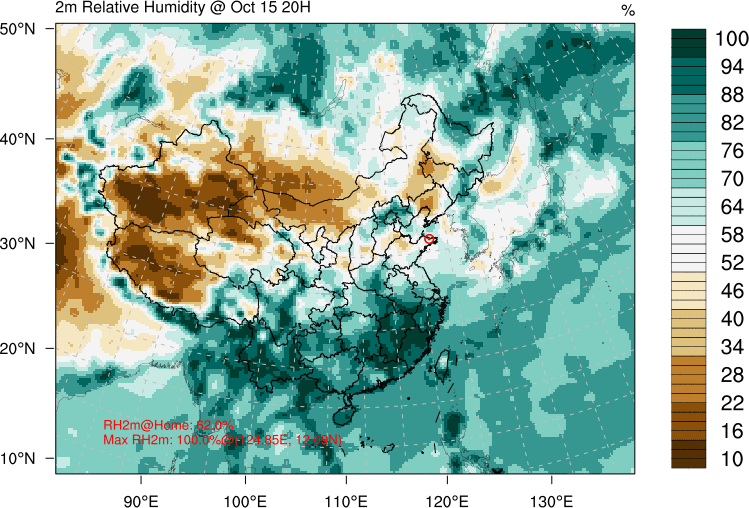 2m Relative Humidity @ Oct 15 20H
%
50°N
40°N
30°N
20°N
10°N
90°E
100°E
110°E
120°E
130°E
100
94
88
82
76
70
64
58
52
46
40
34
28
22
16
10
RH2m@Home: 62.0%
Max RH2m: 100.0%@(124.85E, 12.09N)